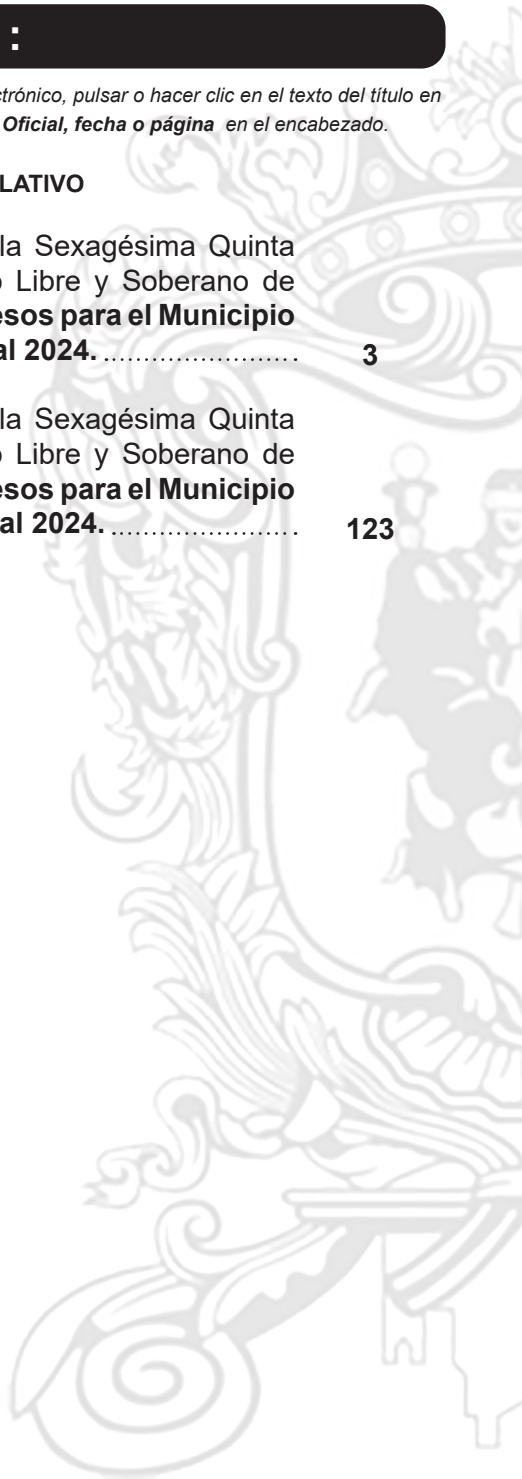 :
ctrónico, pulsar o hacer clic en el texto del título en
Oficial, fecha o página en el encabezado.
LATIVO
la Sexagésima Quinta
o Libre y Soberano de
esos para el Municipio
al 2024. ........................ 3
la Sexagésima Quinta
o Libre y Soberano de
esos para el Municipio
al 2024. ....................... 123